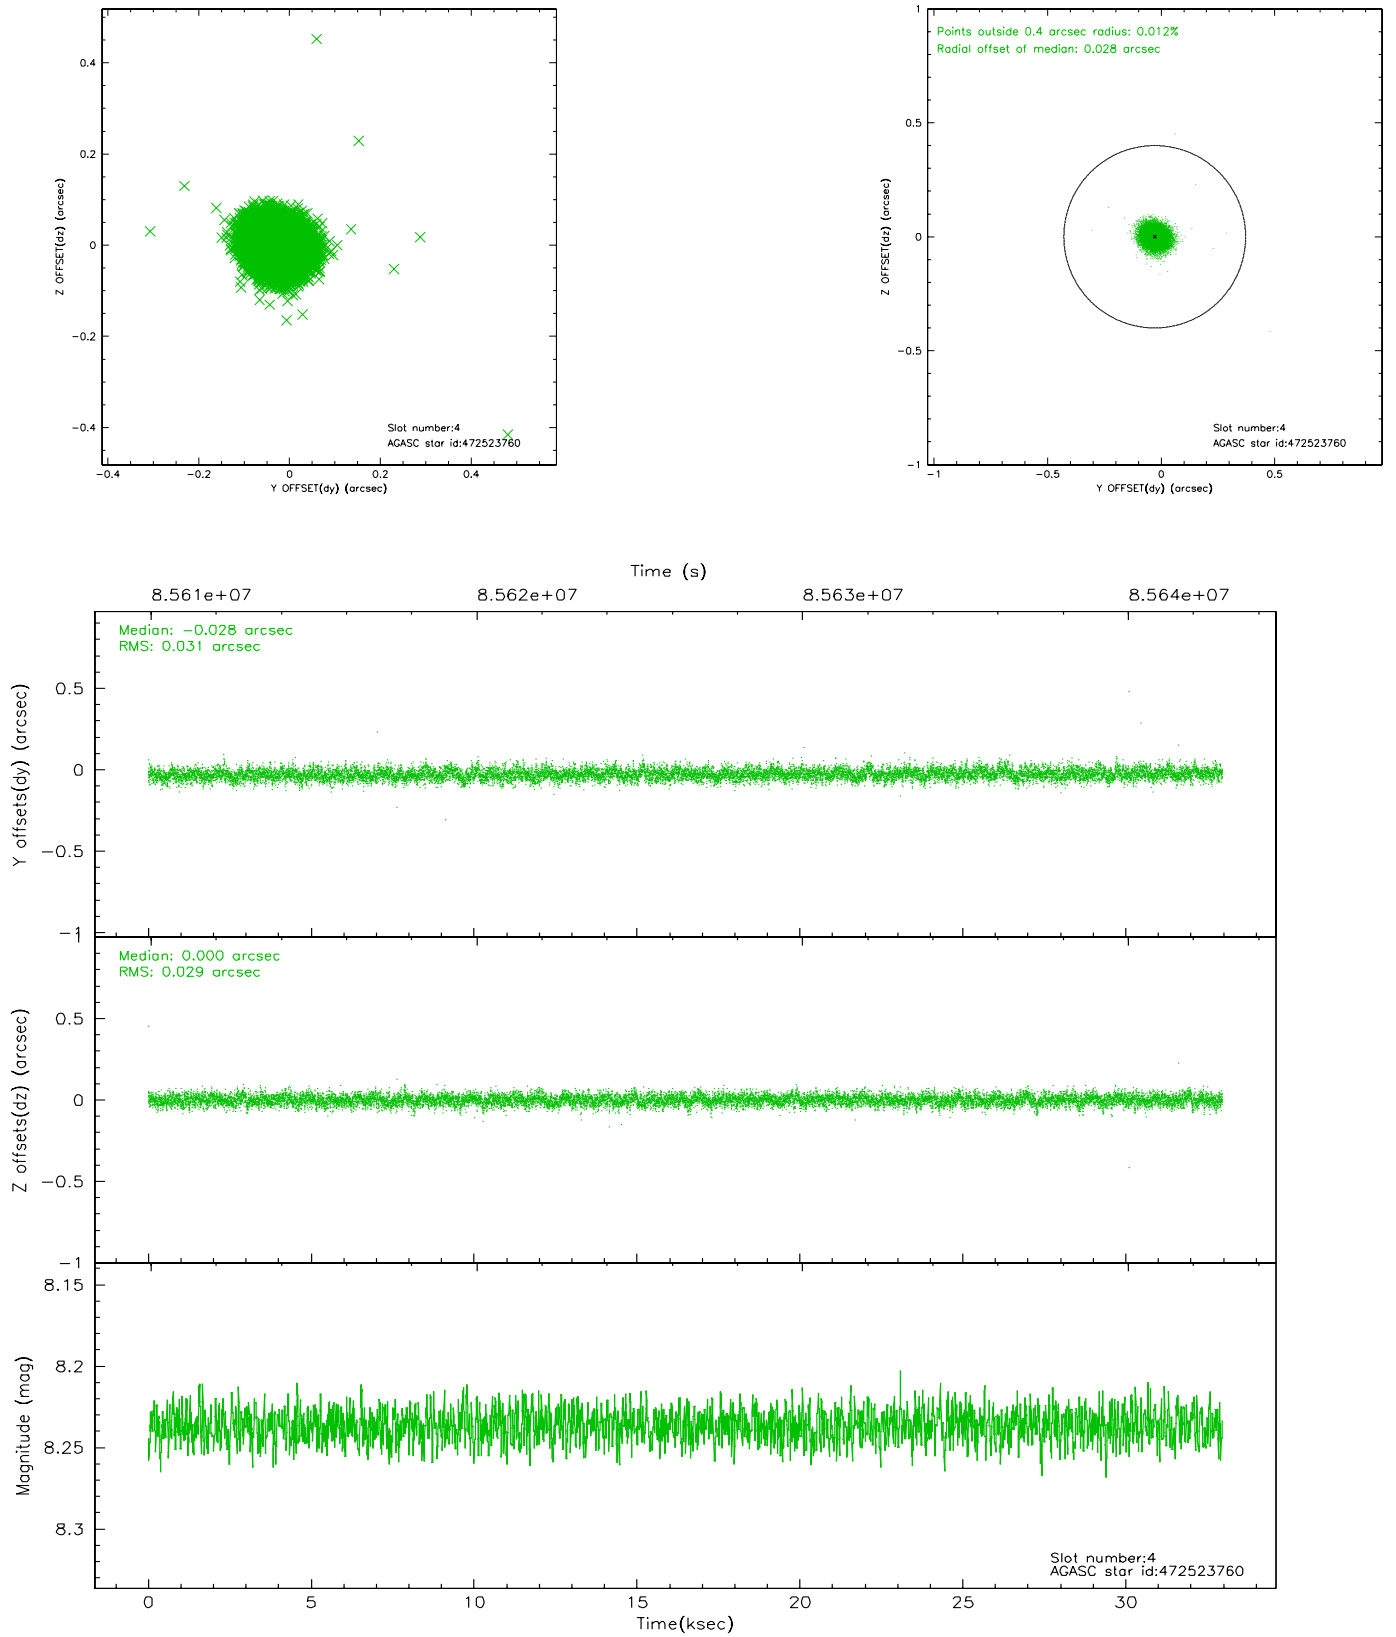 0.4
0.2
0
−0.2
−0.4
Z OFFSET(dz) (arcsec)
Slot number:4
AGASC star id:472523760
−0.4
−0.2
0
0.2
0.4
Y OFFSET(dy) (arcsec)
Points outside 0.4 arcsec radius: 0.012%
Radial offset of median: 0.028 arcsec
1
0.5
0
−0.5
−1
Z OFFSET(dz) (arcsec)
Slot number:4
AGASC star id:472523760
−1
−0.5
0
0.5
Y OFFSET(dy) (arcsec)
Time (s)
8.561e+07
8.562e+07
8.563e+07
8.564e+07
Median: −0.028 arcsec
RMS: 0.031 arcsec
0.5
0
−0.5
−1
Y offsets(dy) (arcsec)
Median: 0.000 arcsec
RMS: 0.029 arcsec
0.5
0
−0.5
−1
Z offsets(dz) (arcsec)
8.15
8.2
8.25
8.3
Magnitude (mag)
Slot number:4
AGASC star id:472523760
0
5
10
15
20
25
30
Time(ksec)